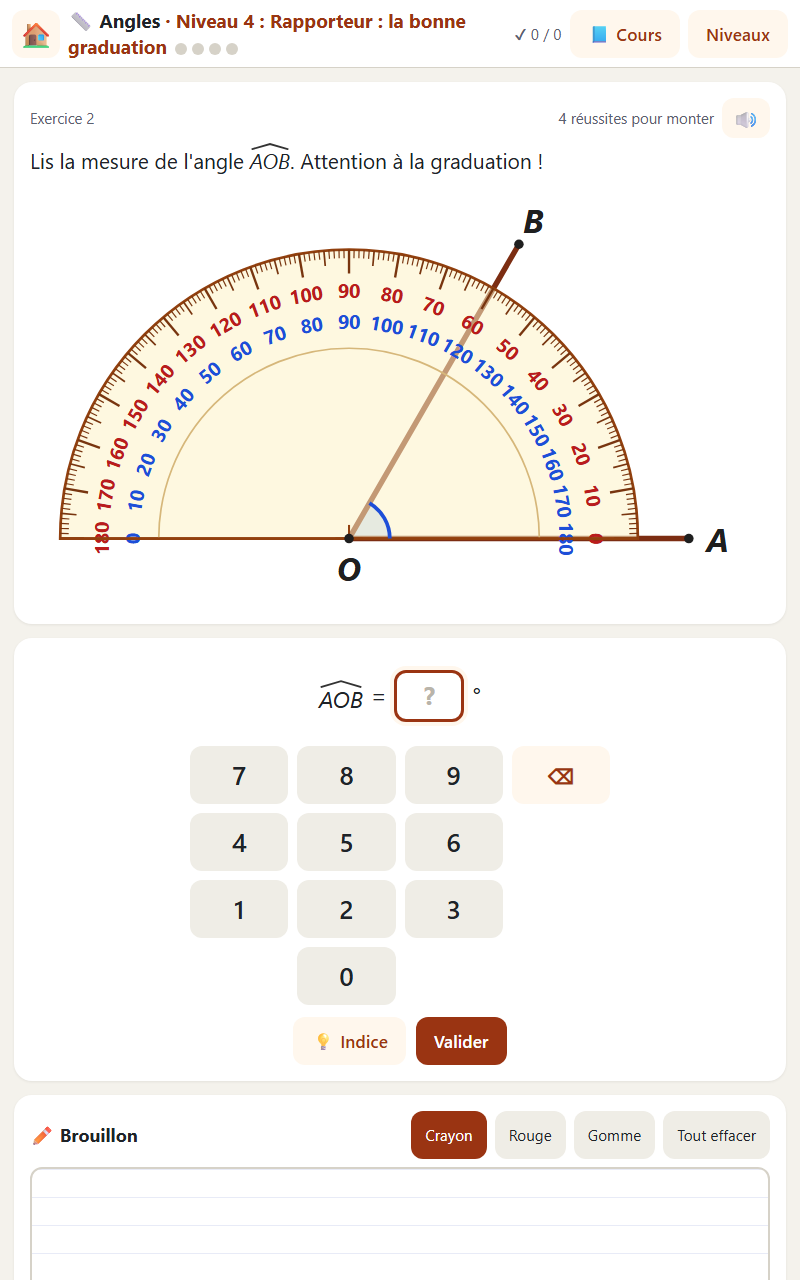 Angles · Niveau 4 : Rapporteur : la bonne
graduation
✓ 0 / 0
Cours
Niveaux
Exercice 2
4 réussites pour monter
Lis la mesure de l'angle AOB. Attention à la graduation !
B
180 170 160 150 140 130 120 110 100 90 80 70 60 50 40 30 20 10 0
0 10 20 30 40 50 60 70 80 90 100 110 120 130 140 150 160 170 180
A
O
AOB = ? °
7 8 9 ⌫
4 5 6
1 2 3
0
Indice
Valider
Brouillon
Crayon
Rouge
Gomme
Tout effacer